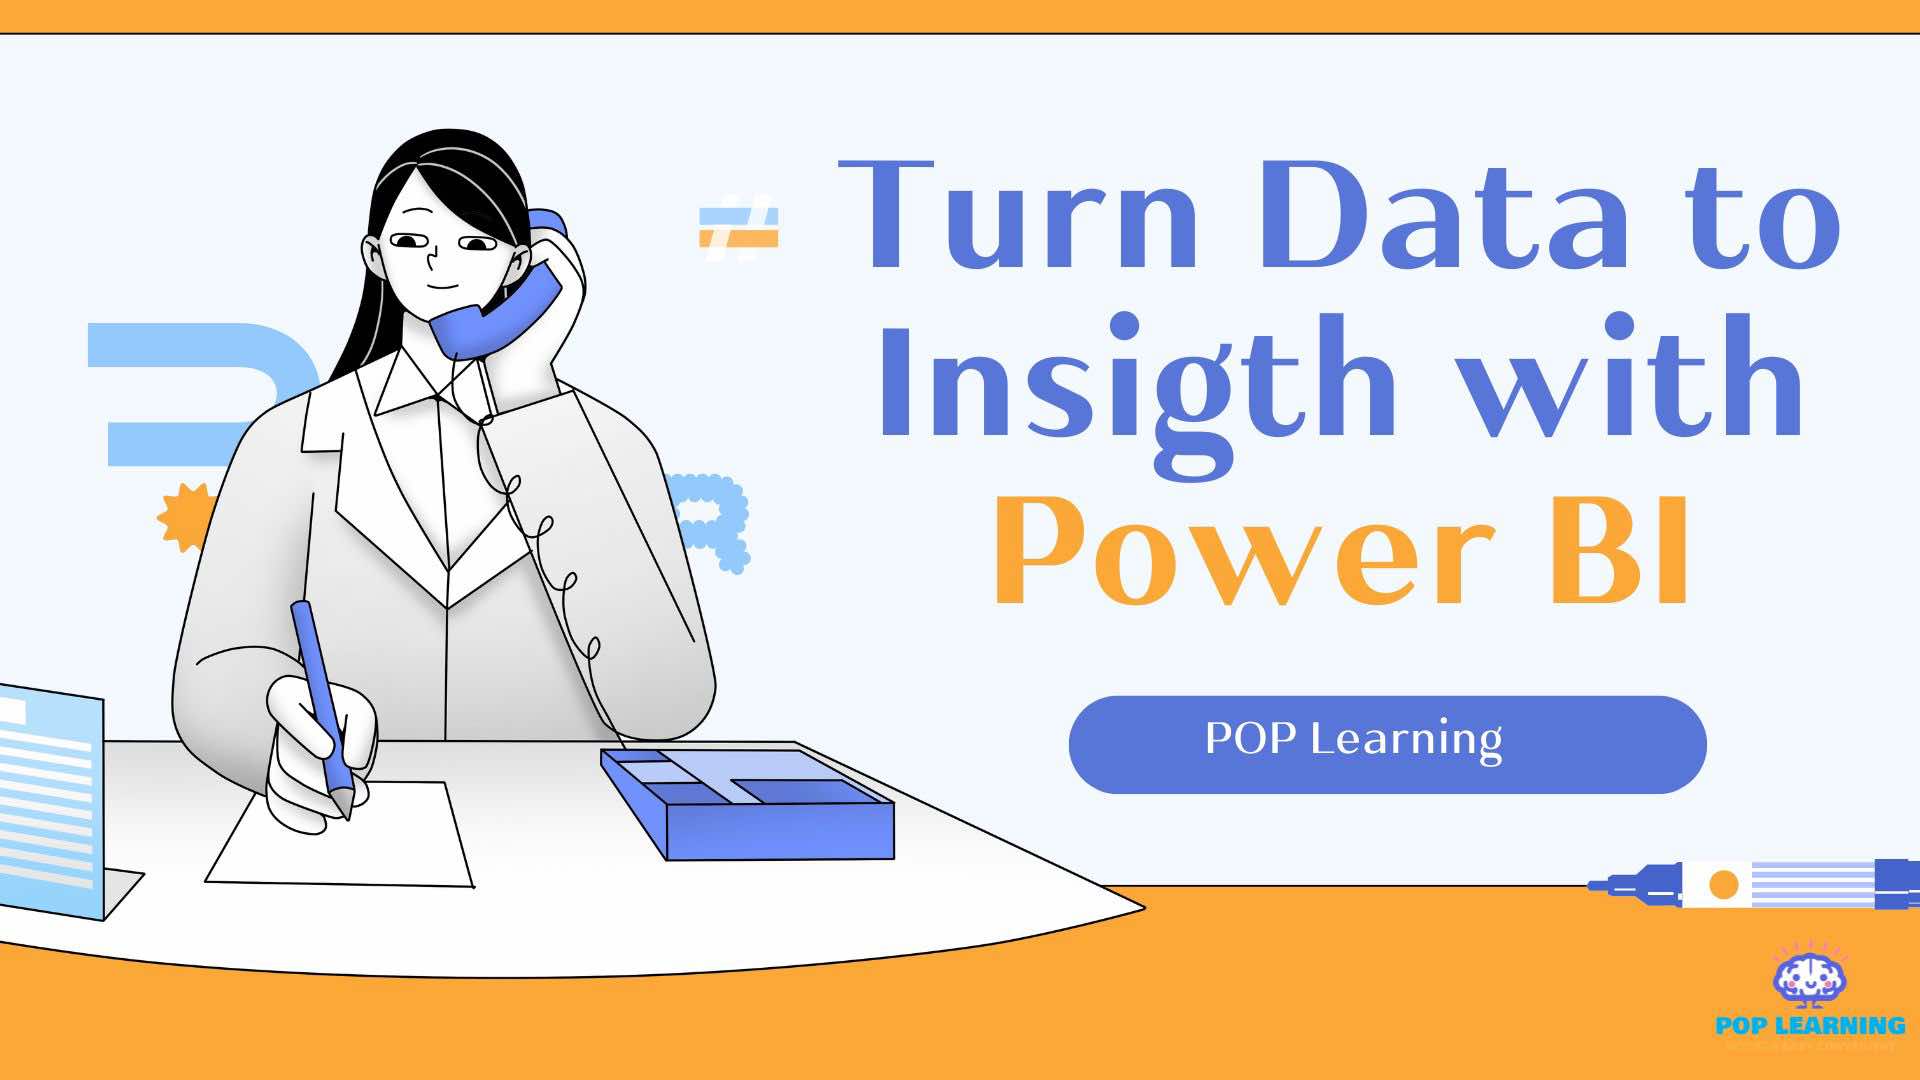 Turn Data to
Insigth with
Power BI
POP Learning
POP LEARNING